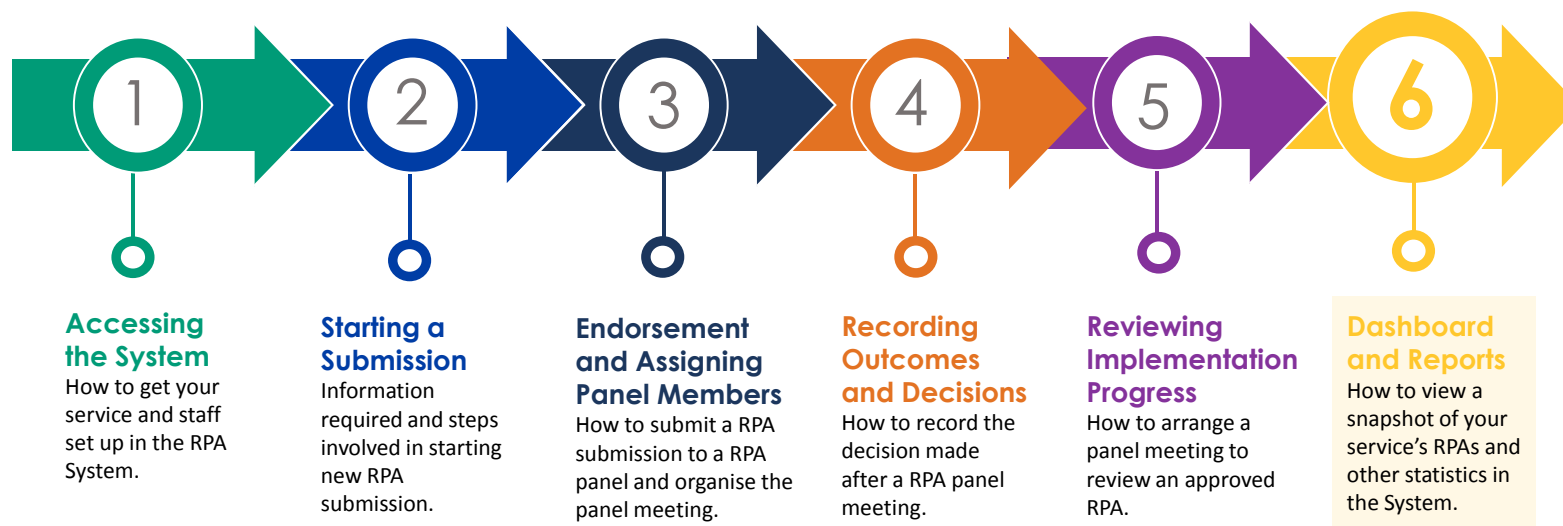 1
2
3
4
5
6
Accessing
the System
How to get your
service and staff
set up in the RPA
System.
Starting a
Submission
Information
required and steps
involved in starting
new RPA
submission.
Endorsement
and Assigning
Panel Members
How to submit a RPA
submission to a RPA
panel and organise the
panel meeting.
Recording
Outcomes
and Decisions
How to record the
decision made
after a RPA panel
meeting.
Reviewing
Implementation
Progress
How to arrange a
panel meeting to
review an approved
RPA.
Dashboard
and Reports
How to view a
snapshot of your
service’s RPAs and
other statistics in
the System.